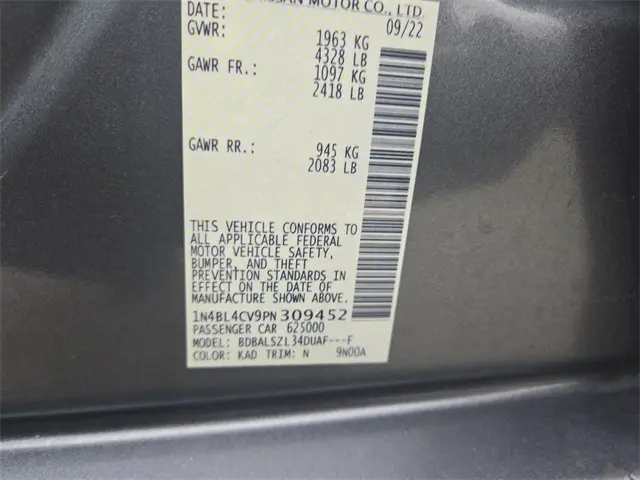 NISSAN MOTOR CO., LTD.
DATE: 09/22
GVWR: 1963 KG
4328 LB
GAWR FR.: 1097 KG
2418 LB
GAWR RR.: 945 KG
2083 LB
THIS VEHICLE CONFORMS TO
ALL APPLICABLE FEDERAL
MOTOR VEHICLE SAFETY,
BUMPER, AND THEFT
PREVENTION STANDARDS IN
EFFECT ON THE DATE OF
MANUFACTURE SHOWN ABOVE.
1N4BL4CV9PN309452
PASSENGER CAR 625000
MODEL: BDBALSZL34DUAF---F
COLOR: KAD TRIM: N 9N00A